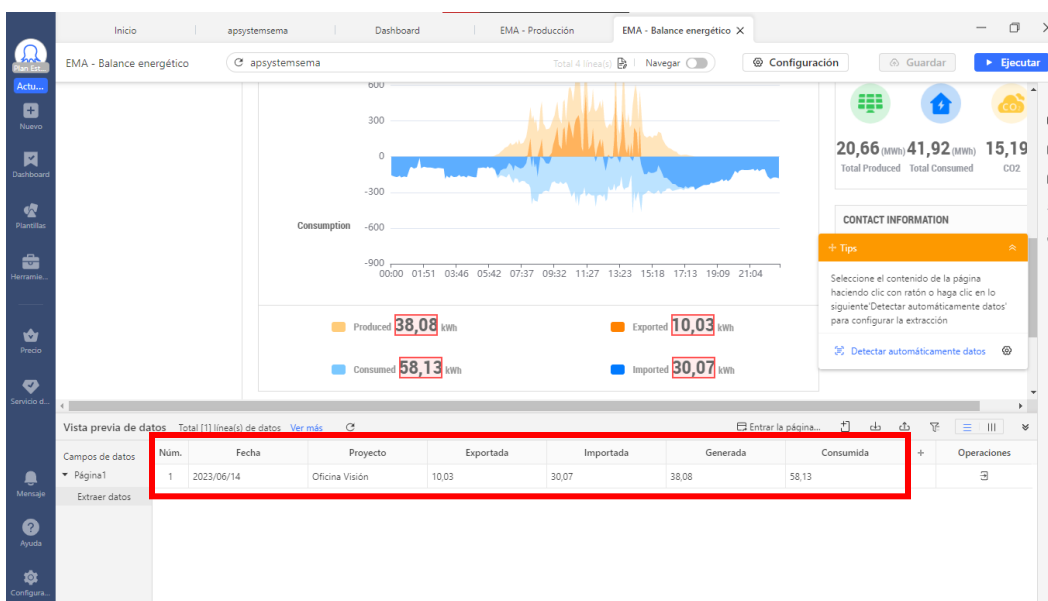 Inicio apsystemsema Dashboard EMA - Producción EMA - Balance energético
Plan Est...
EMA - Balance energético apsystemsema Total 4 línea(s) Navegar Configuración Guardar Ejecutar
Actu...
Nuevo
Dashboard
Plantillas
Herramie...
Precio
Servicio d...
Mensaje
Ayuda
Configura...
600
300
0
-300
Consumption -600
-900
00:00 01:51 03:46 05:42 07:37 09:32 11:27 13:23 15:18 17:13 19:09 21:04
Produced 38,08 kWh Exported 10,03 kWh
Consumed 58,13 kWh Imported 30,07 kWh
CO2
20,66 (MWh) 41,92 (MWh) 15,19
Total Produced Total Consumed CO2
CONTACT INFORMATION
+ Tips
Seleccione el contenido de la página
haciendo clic con ratón o haga clic en lo
siguiente'Detectar automáticamente datos'
para configurar la extracción
Detectar automáticamente datos
Vista previa de datos Total [1] línea(s) de datos Ver más Entrar la página...
Campos de datos Núm. Fecha Proyecto Exportada Importada Generada Consumida + Operaciones
Página1 1 2023/06/14 Oficina Visión 10,03 30,07 38,08 58,13
Extraer datos